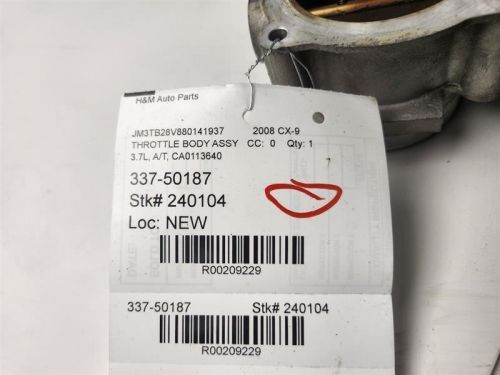 H&M Auto Parts
JM3TB28V880141937 2008 CX-9
THROTTLE BODY ASSY CC: 0 Qty: 1
3.7L, A/T, CA0113640
337-50187
Stk# 240104
Loc: NEW
R00209229
337-50187 Stk# 240104
R00209229